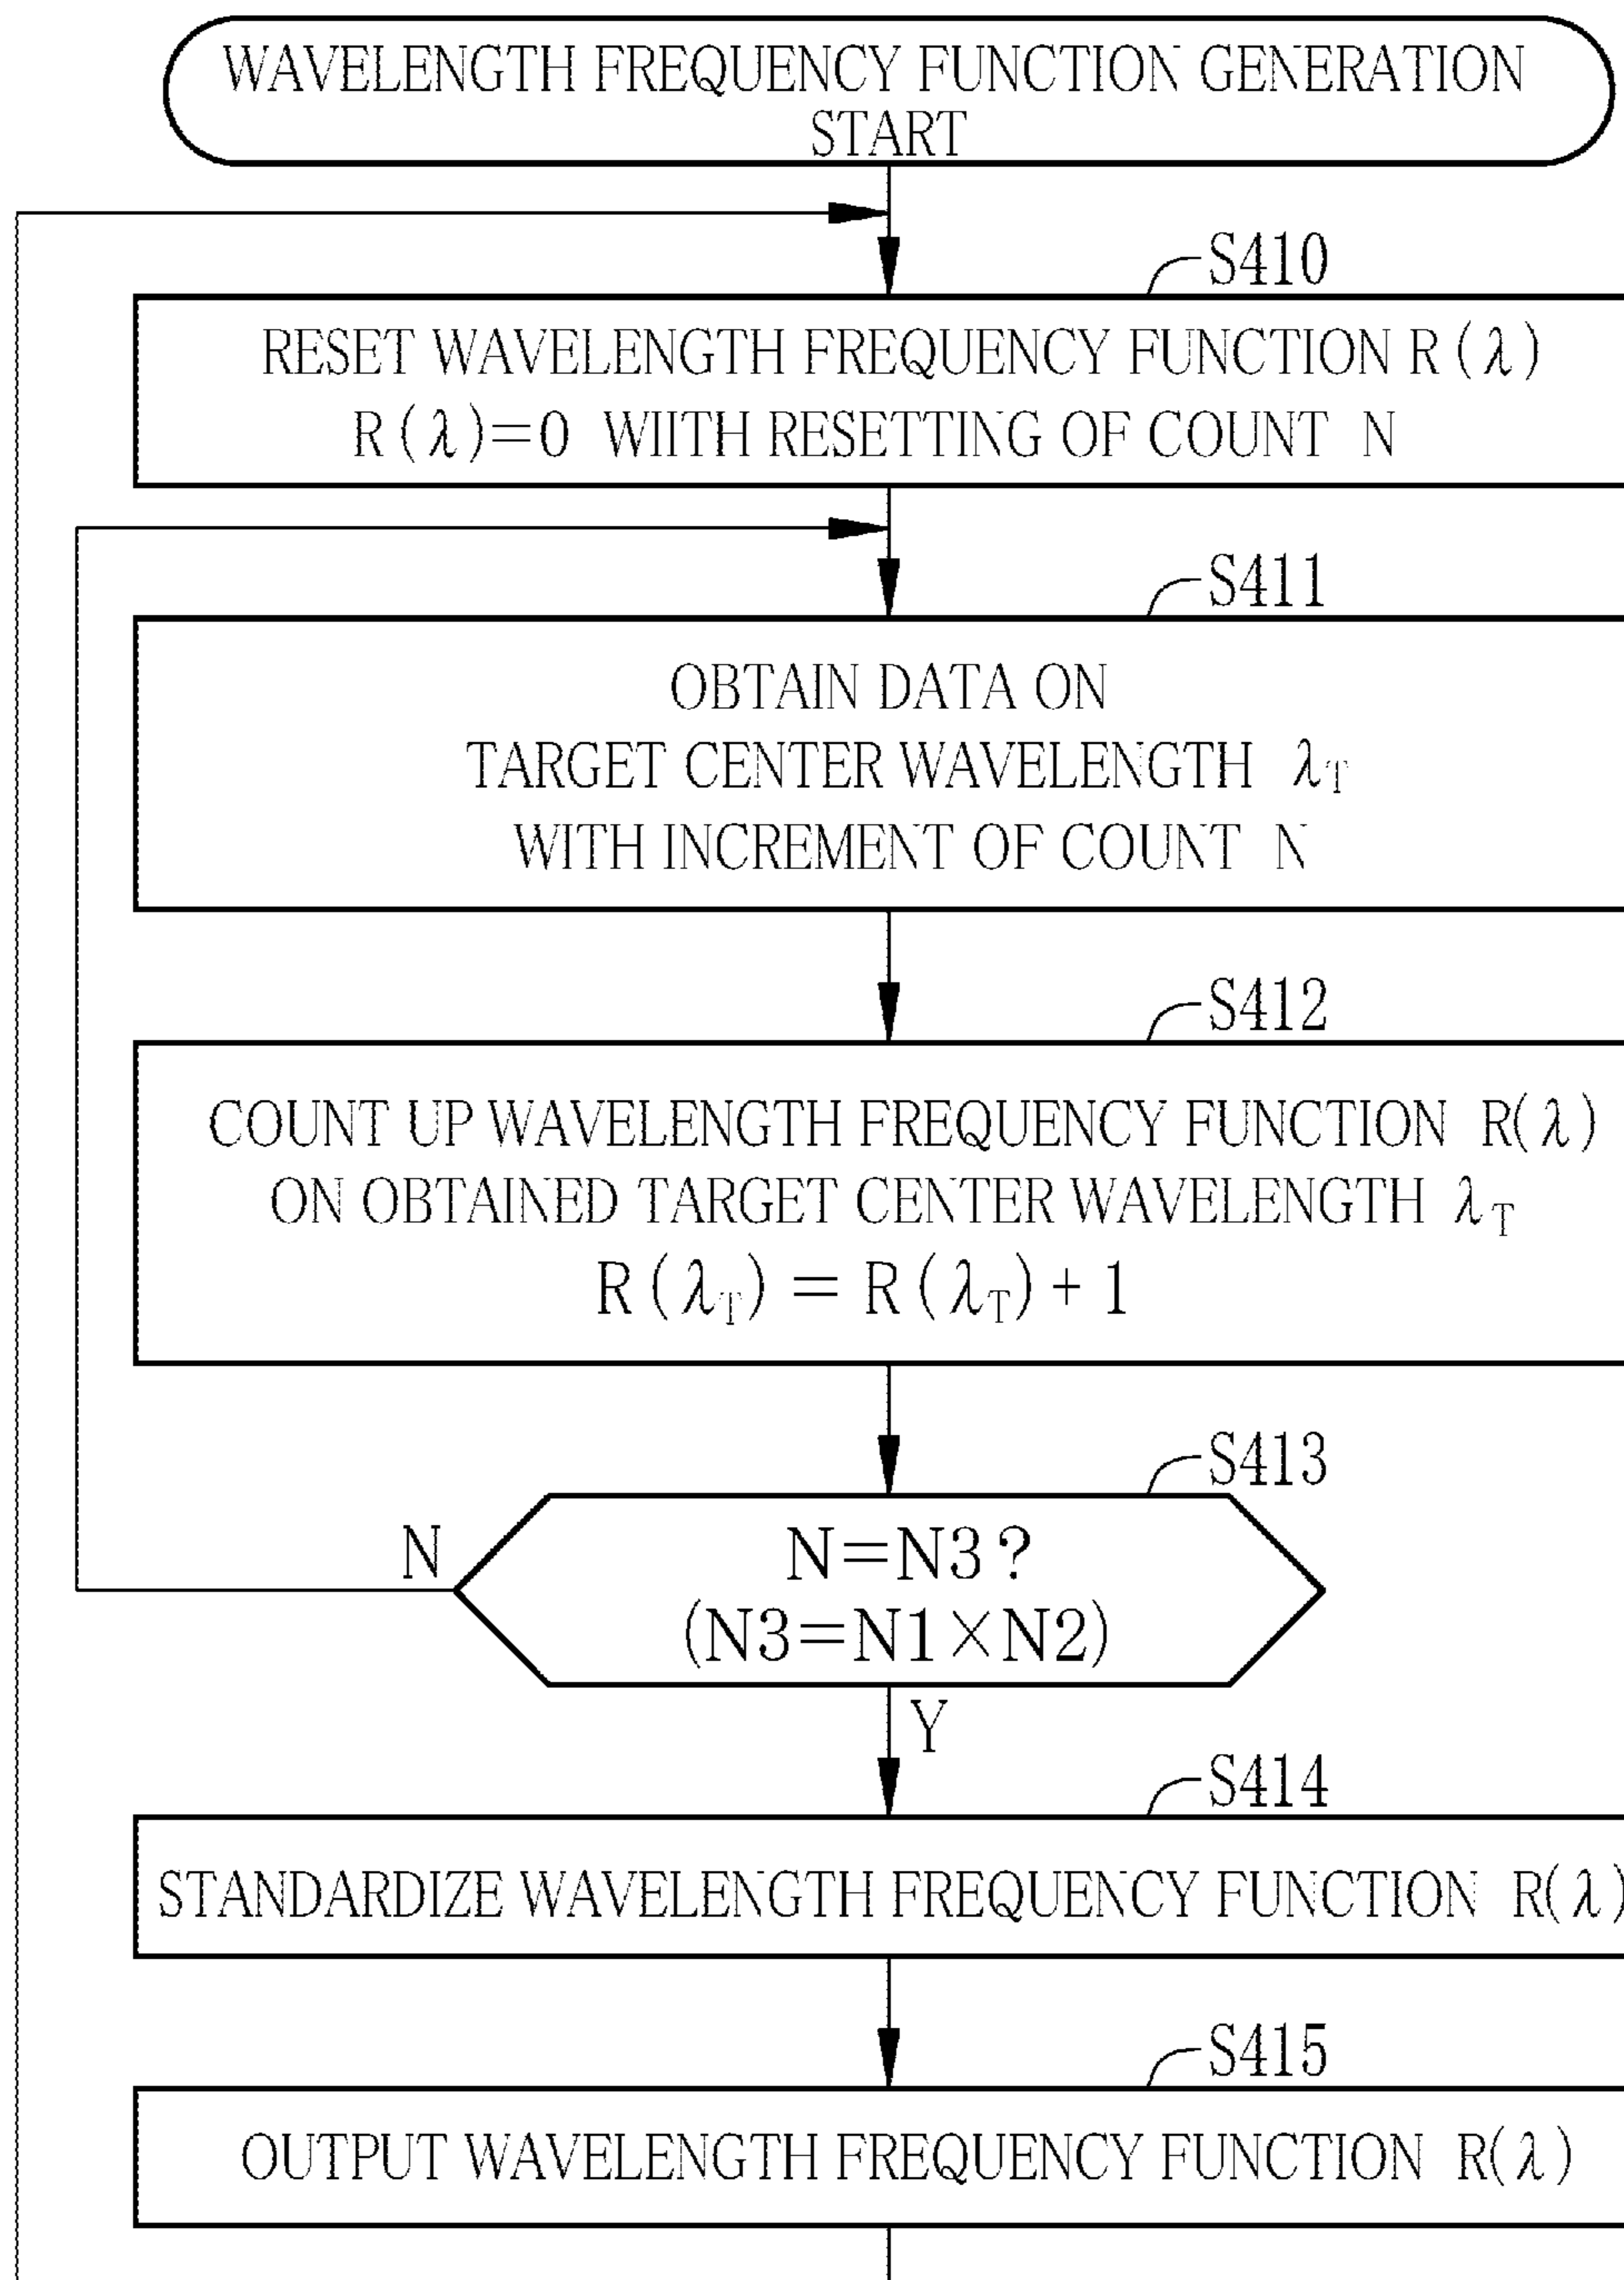 WAVELENGTH FREQUENCY FUNCTION GENERATION
START
S410
RESET WAVELENGTH FREQUENCY FUNCTION R(λ)
R(λ)=0 WIITH RESETTING OF COUNT N
S411
OBTAIN DATA ON
TARGET CENTER WAVELENGTH λT
WITH INCREMENT OF COUNT N
S412
COUNT UP WAVELENGTH FREQUENCY FUNCTION R(λ)
ON OBTAINED TARGET CENTER WAVELENGTH λT
R(λT) = R(λT) + 1
S413
N
N=N3?
(N3=N1×N2)
Y
S414
STANDARDIZE WAVELENGTH FREQUENCY FUNCTION R(λ)
S415
OUTPUT WAVELENGTH FREQUENCY FUNCTION R(λ)